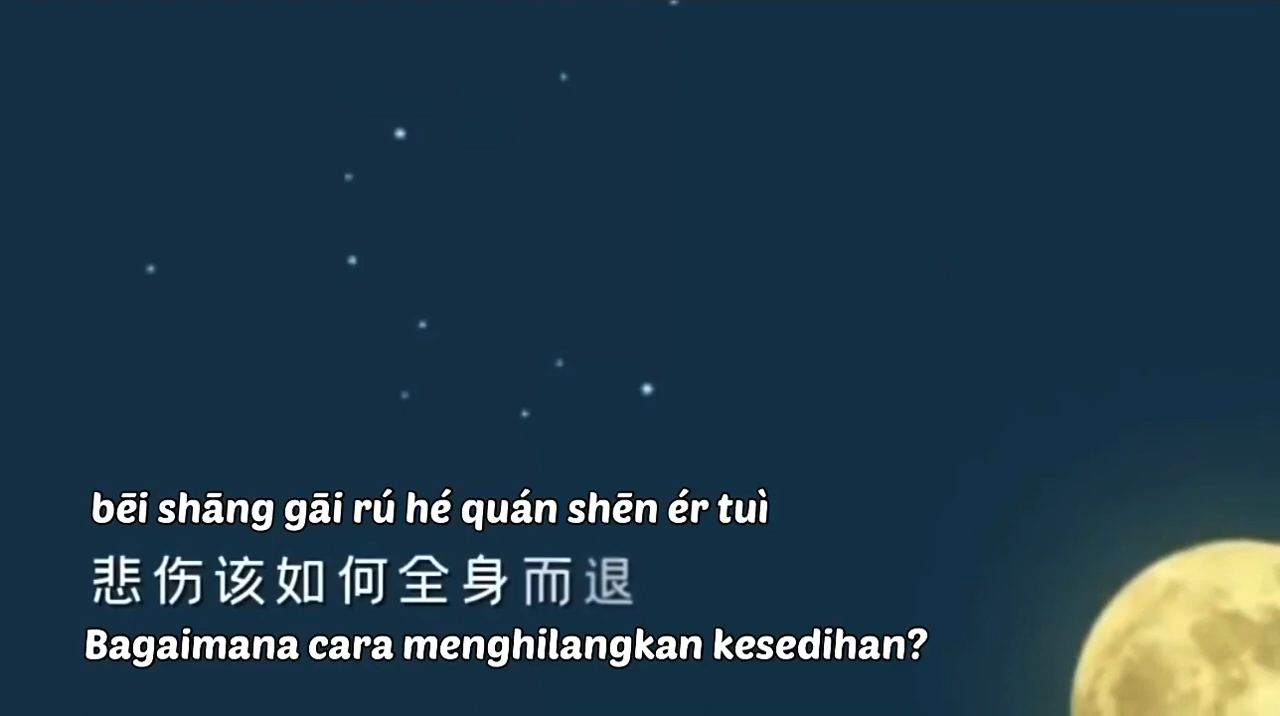 bēi shāng gāi rú hé quán shēn ér tuì
悲伤该如何全身而退
Bagaimana cara menghilangkan kesedihan?